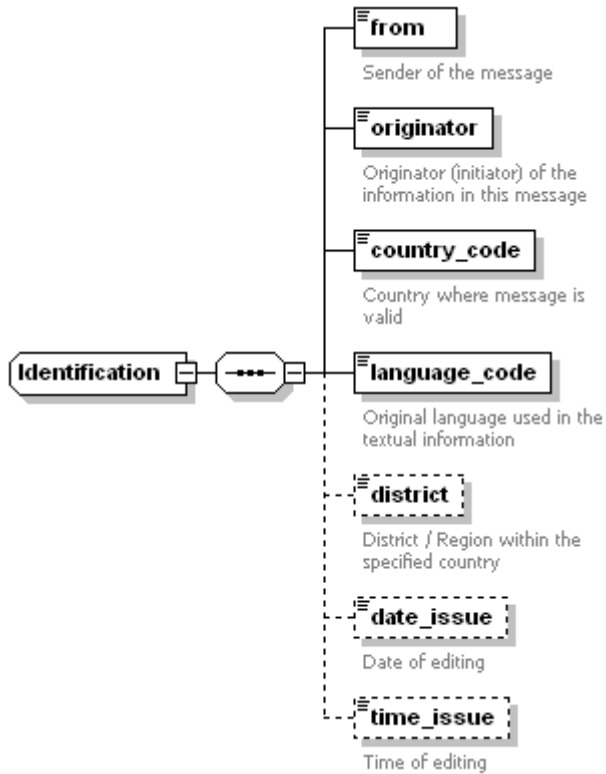 from
Sender of the message
originator
Originator (initiator) of the
information in this message
country_code
Country where message is
valid
Identification
language_code
Original language used in the
textual information
district
District / Region within the
specified country
date_issue
Date of editing
time_issue
Time of editing